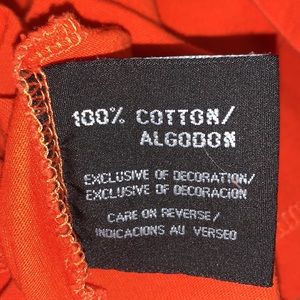 100% COTTON/
ALGODON
EXCLUSIVE OF DECORATION/
EXCLUSIVE OF DECORACION
CARE ON REVERSE/
INDICACIONS AU VERSEO